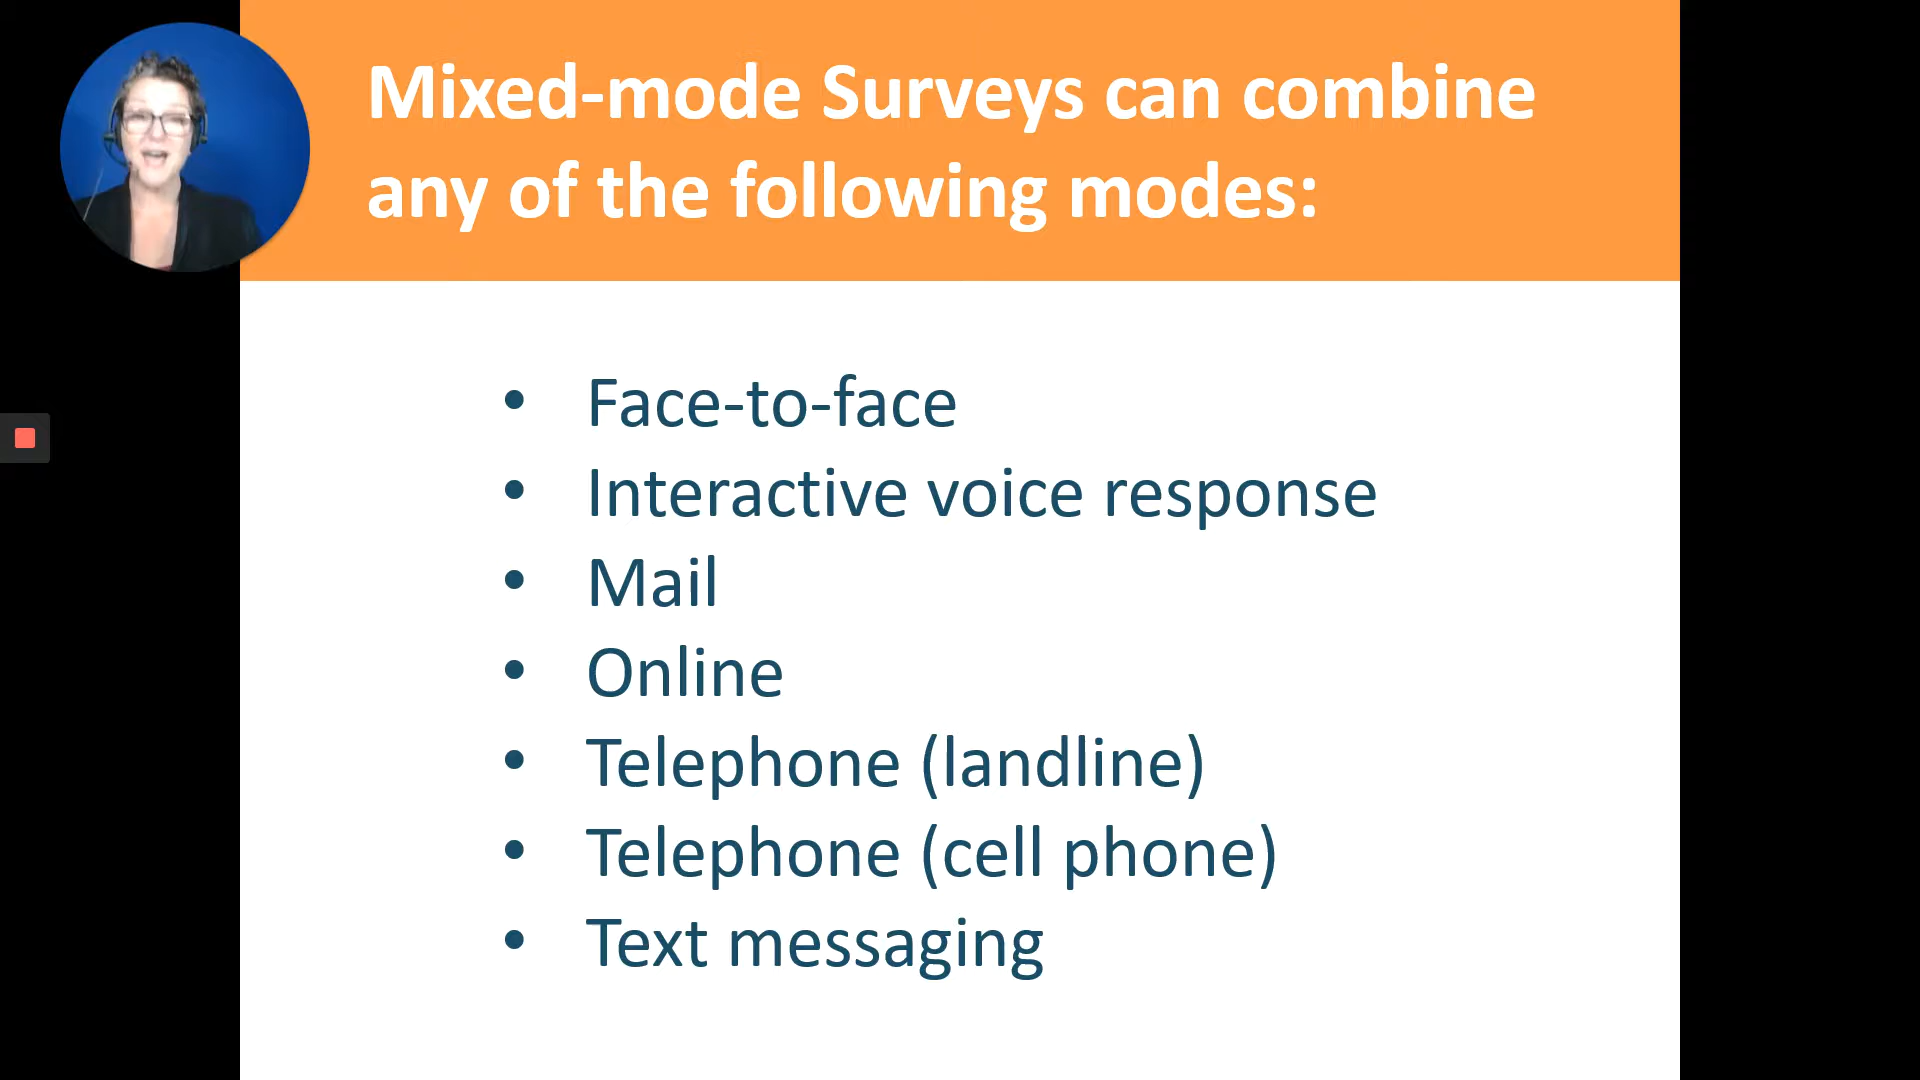 Mixed-mode Surveys can combine
any of the following modes:
• Face-to-face
• Interactive voice response
• Mail
• Online
• Telephone (landline)
• Telephone (cell phone)
• Text messaging